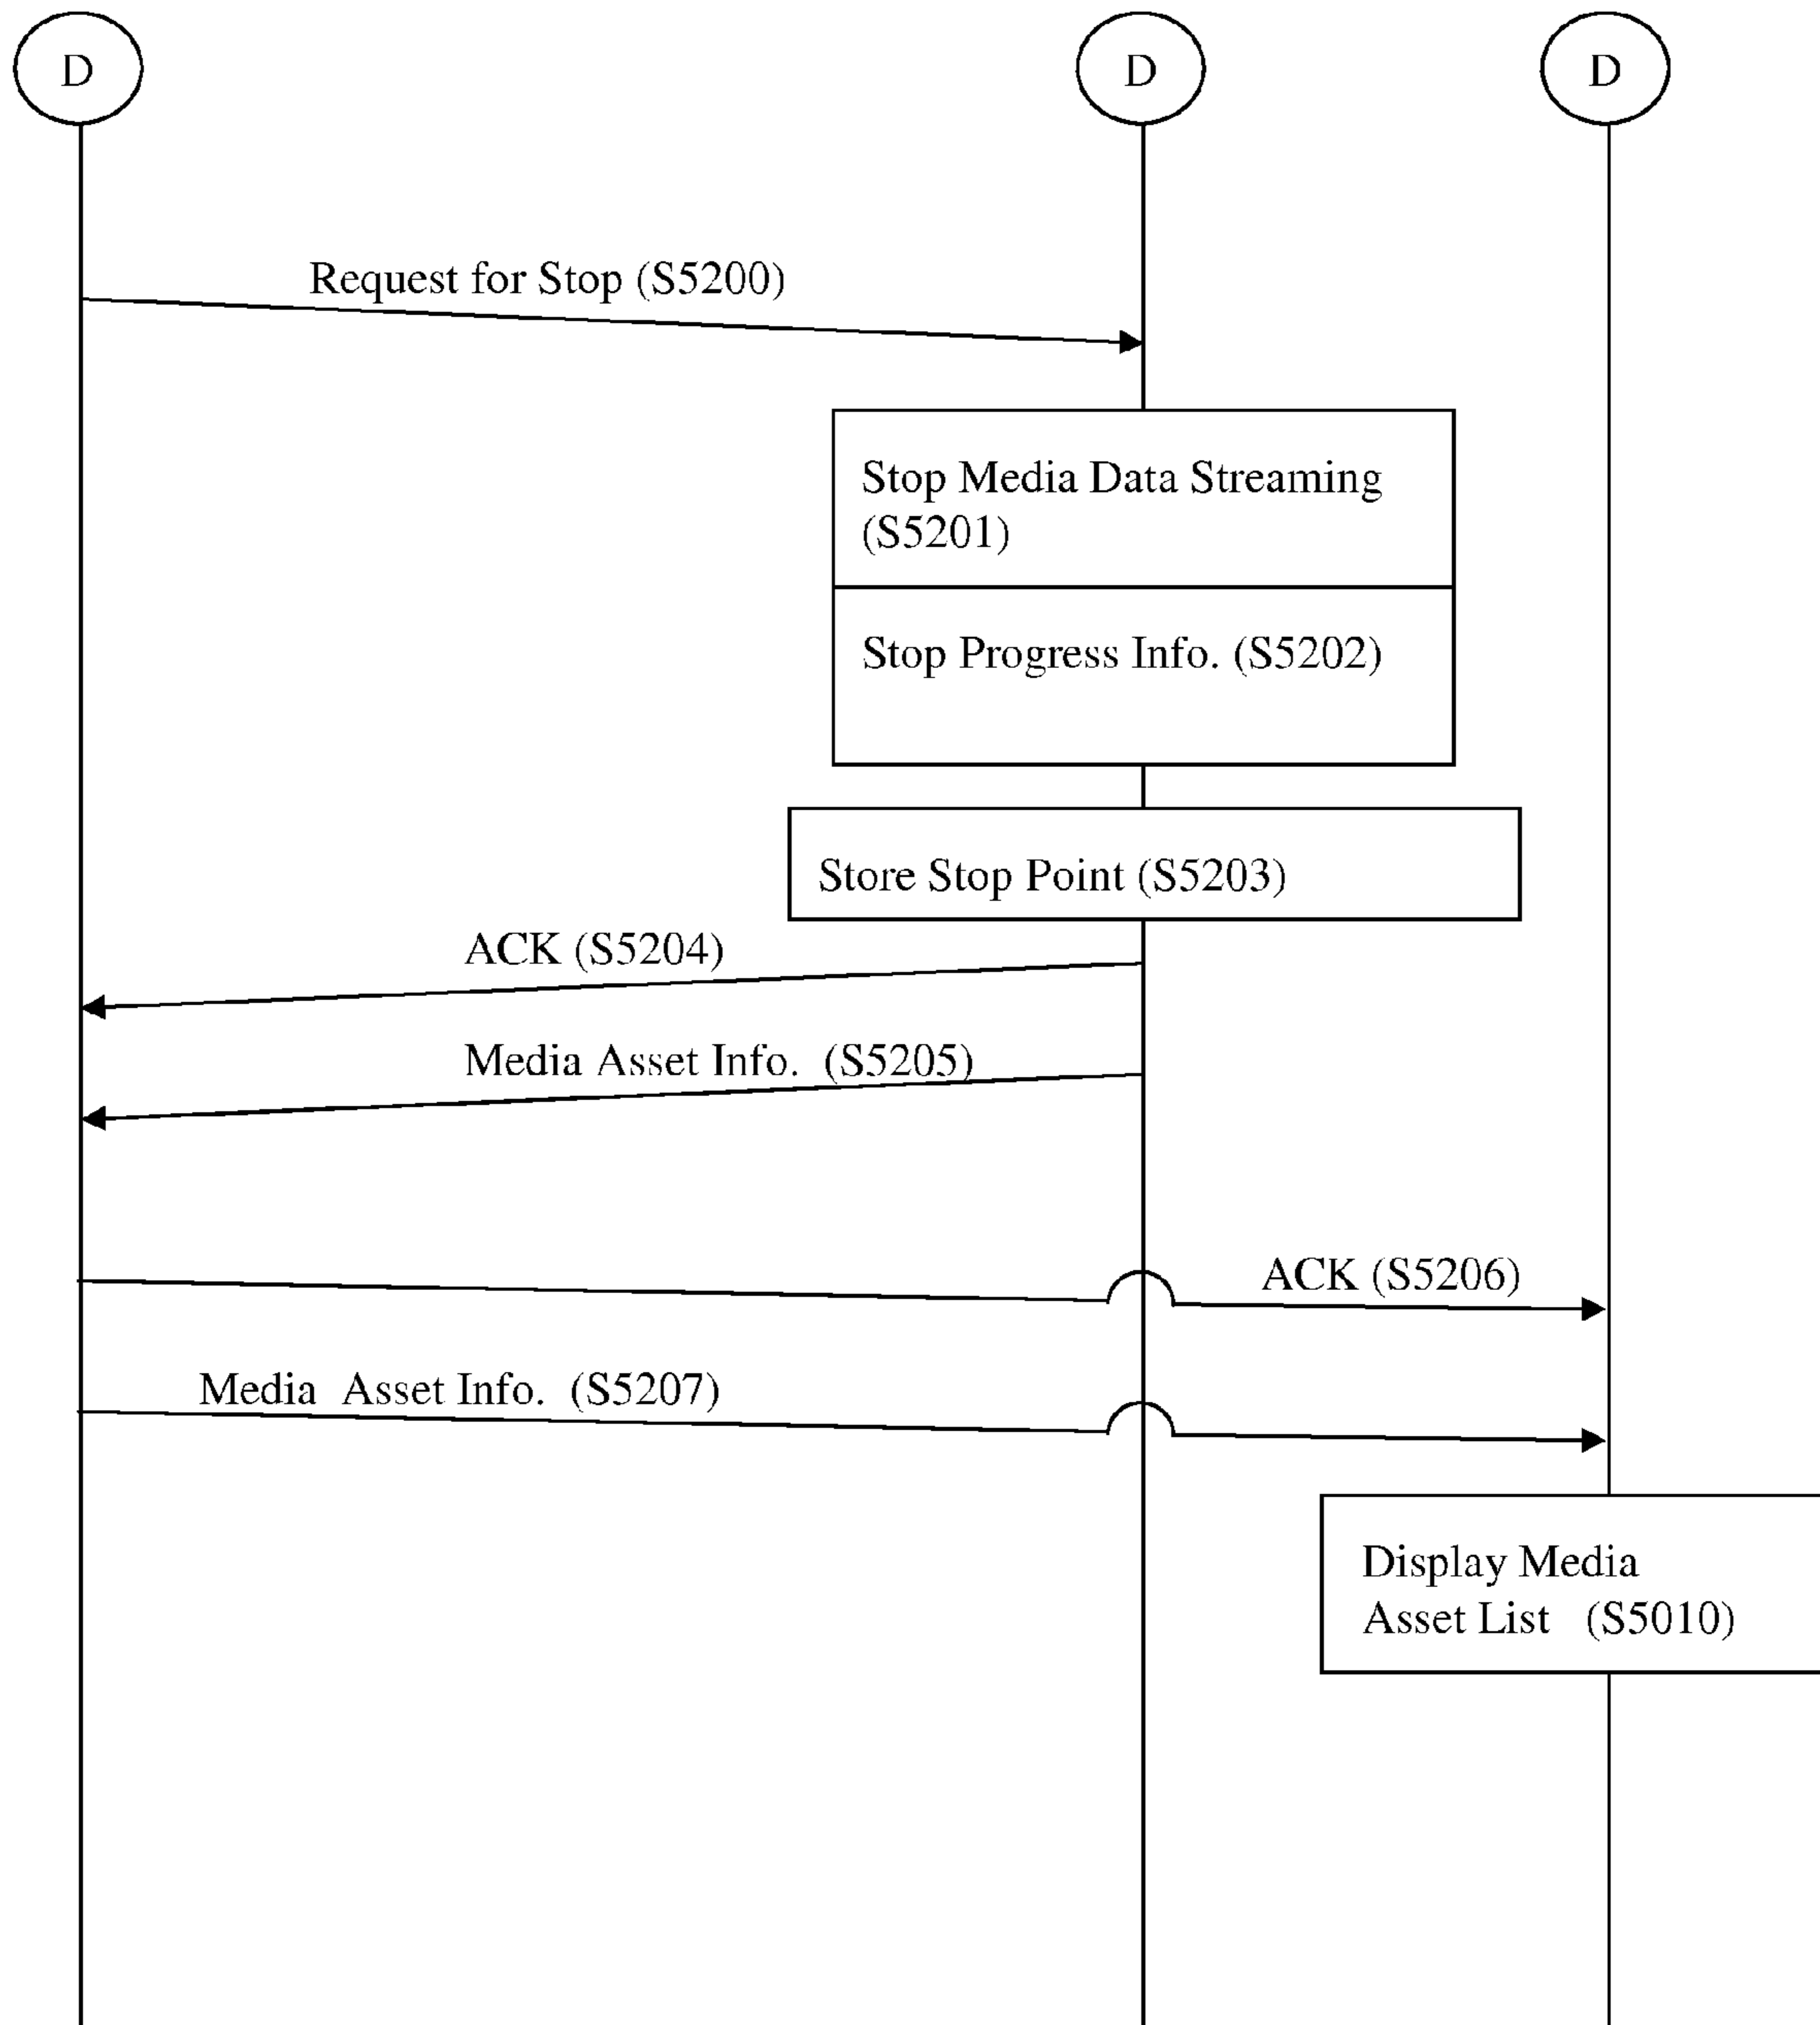 D
D
D
Request for Stop (S5200)
Stop Media Data Streaming
(S5201)
Stop Progress Info. (S5202)
Store Stop Point (S5203)
ACK (S5204)
Media Asset Info. (S5205)
ACK (S5206)
Media Asset Info. (S5207)
Display Media
Asset List (S5010)